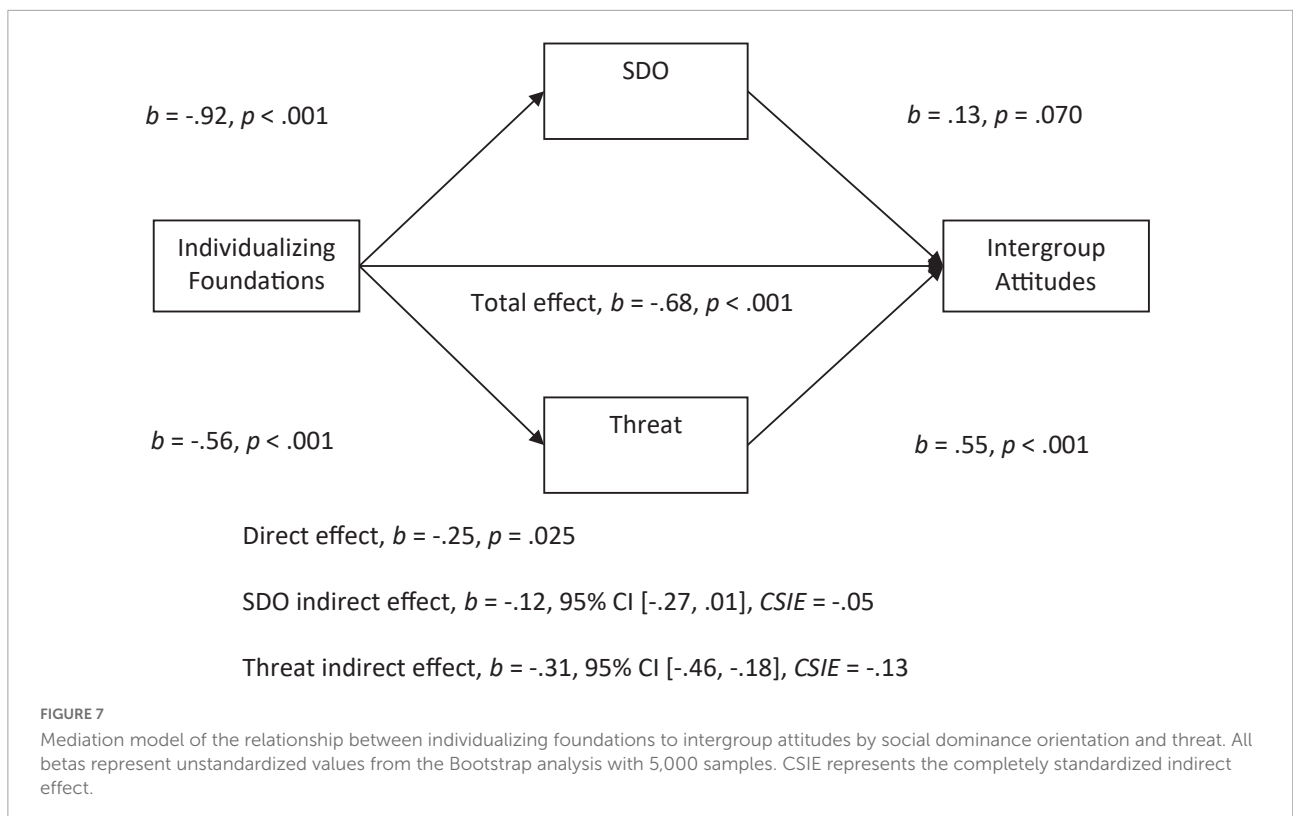 SDO
b = -.92, p < .001
b = .13, p = .070
Individualizing
Foundations
Intergroup
Attitudes
Total effect, b = -.68, p < .001
Threat
b = -.56, p < .001
b = .55, p < .001
Direct effect, b = -.25, p = .025
SDO indirect effect, b = -.12, 95% CI [-.27, .01], CSIE = -.05
Threat indirect effect, b = -.31, 95% CI [-.46, -.18], CSIE = -.13
FIGURE 7
Mediation model of the relationship between individualizing foundations to intergroup attitudes by social dominance orientation and threat. All
betas represent unstandardized values from the Bootstrap analysis with 5,000 samples. CSIE represents the completely standardized indirect
effect.